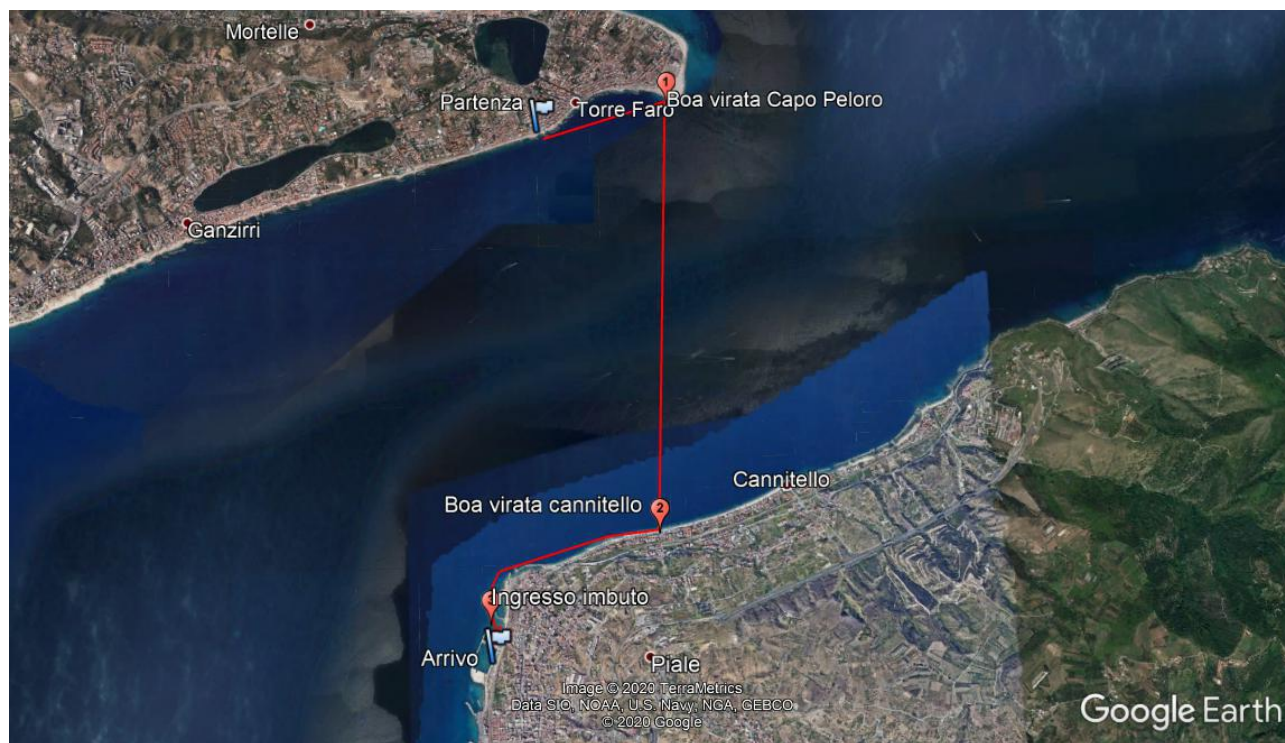 Mortelle
1
Partenza
Torre Faro
Boa virata Capo Peloro
Ganzirri
Cannitello
Boa virata cannitello
2
Ingresso imbuto
Arrivo
Piale
Image © 2020 TerraMetrics
Data SIO, NOAA, U.S. Navy, NGA, GEBCO
© 2020 Google
Google Earth